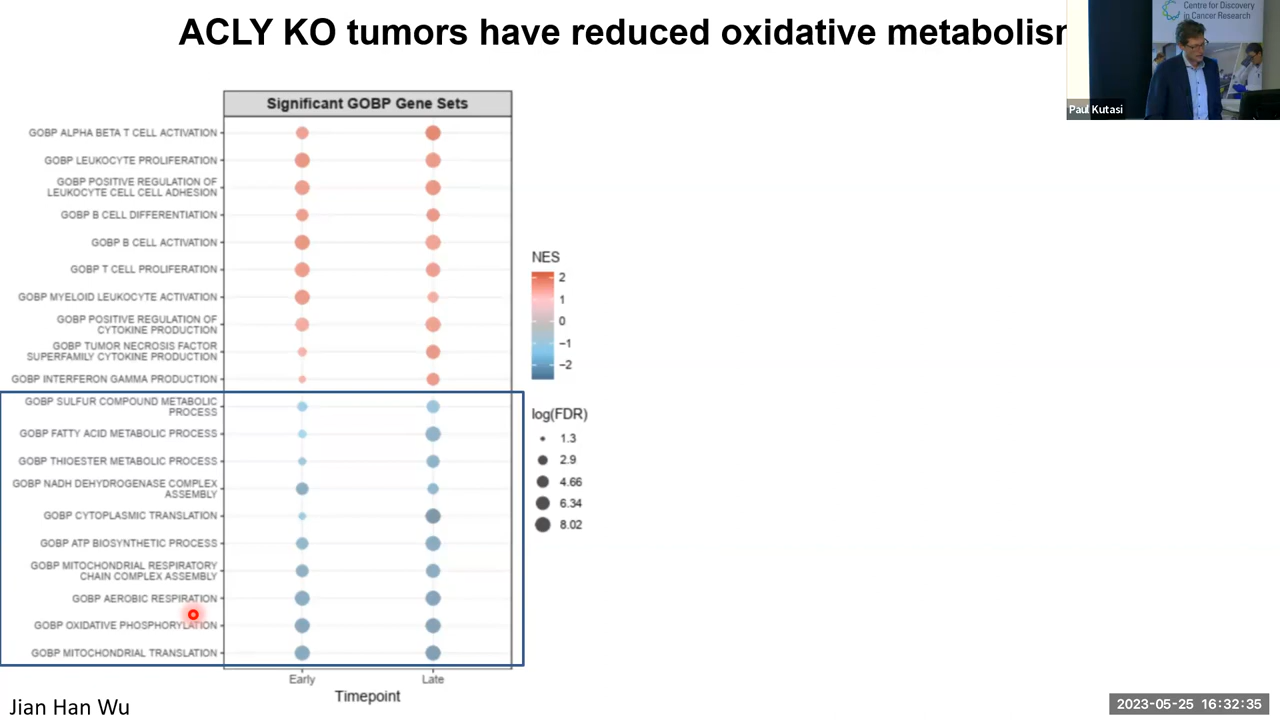 ACLY KO tumors have reduced oxidative metabolism
Centre for Discovery
in Cancer Research
Paul Kutasi
Significant GOBP Gene Sets
GOBP ALPHA BETA T CELL ACTIVATION
GOBP LEUKOCYTE PROLIFERATION
GOBP POSITIVE REGULATION OF
LEUKOCYTE CELL CELL ADHESION
GOBP B CELL DIFFERENTIATION
GOBP B CELL ACTIVATION
GOBP T CELL PROLIFERATION
GOBP MYELOID LEUKOCYTE ACTIVATION
GOBP POSITIVE REGULATION OF
CYTOKINE PRODUCTION
GOBP TUMOR NECROSIS FACTOR
SUPERFAMILY CYTOKINE PRODUCTION
GOBP INTERFERON GAMMA PRODUCTION
GOBP SULFUR COMPOUND METABOLIC
PROCESS
GOBP FATTY ACID METABOLIC PROCESS
GOBP THIOESTER METABOLIC PROCESS
GOBP NADH DEHYDROGENASE COMPLEX
ASSEMBLY
GOBP CYTOPLASMIC TRANSLATION
GOBP ATP BIOSYNTHETIC PROCESS
GOBP MITOCHONDRIAL RESPIRATORY
CHAIN COMPLEX ASSEMBLY
GOBP AEROBIC RESPIRATION
GOBP OXIDATIVE PHOSPHORYLATION
GOBP MITOCHONDRIAL TRANSLATION
Early
Late
Timepoint
NES
2
1
0
−1
−2
log(FDR)
1.3
2.9
4.66
6.34
8.02
Jian Han Wu
2023-05-25 16:32:35